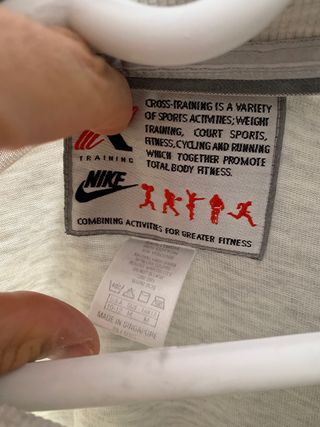 CROSS-TRAINING IS A VARIETY
OF SPORTS ACTIVITIES; WEIGHT
TRAINING, COURT SPORTS,
FITNESS, CYCLING AND RUNNING
WHICH TOGETHER PROMOTE
TOTAL BODY FITNESS.
TRAINING
NIKE
COMBINING ACTIVITIES FOR GREATER FITNESS
MADE IN SINGAPORE